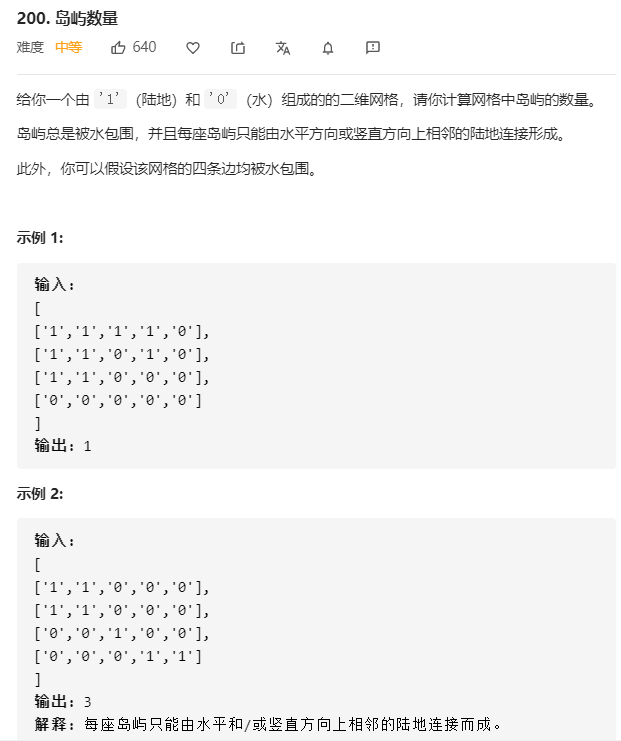 200. 岛屿数量
难度 中等 640
给你一个由 '1' （陆地）和 '0' （水）组成的的二维网格，请你计算网格中岛屿的数量。
岛屿总是被水包围，并且每座岛屿只能由水平方向或竖直方向上相邻的陆地连接形成。
此外，你可以假设该网格的四条边均被水包围。
示例 1:
输入:
[
['1','1','1','1','0'],
['1','1','0','1','0'],
['1','1','0','0','0'],
['0','0','0','0','0']
]
输出: 1
示例 2:
输入:
[
['1','1','0','0','0'],
['1','1','0','0','0'],
['0','0','1','0','0'],
['0','0','0','1','1']
]
输出: 3
解释: 每座岛屿只能由水平和/或竖直方向上相邻的陆地连接而成。